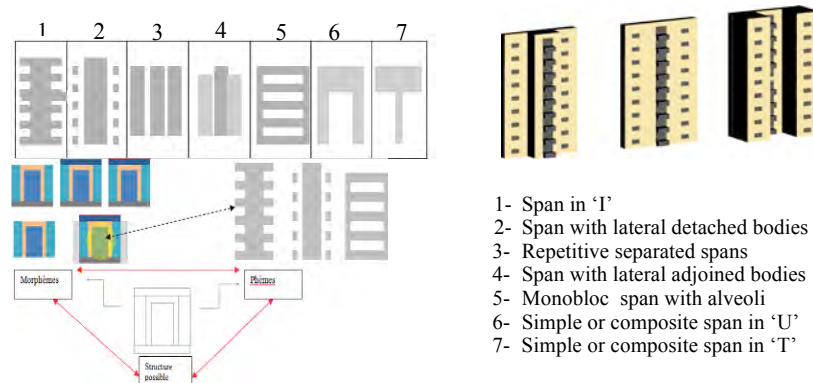 1 2 3 4 6 7
5
Morphèmes
Phèmes
Structure
possible
1- Span in ‘I’
2- Span with lateral detached bodies
3- Repetitive separated spans
4- Span with lateral adjoined bodies
5- Monobloc span with alveoli
6- Simple or composite span in ‘U’
7- Simple or composite span in ‘T’